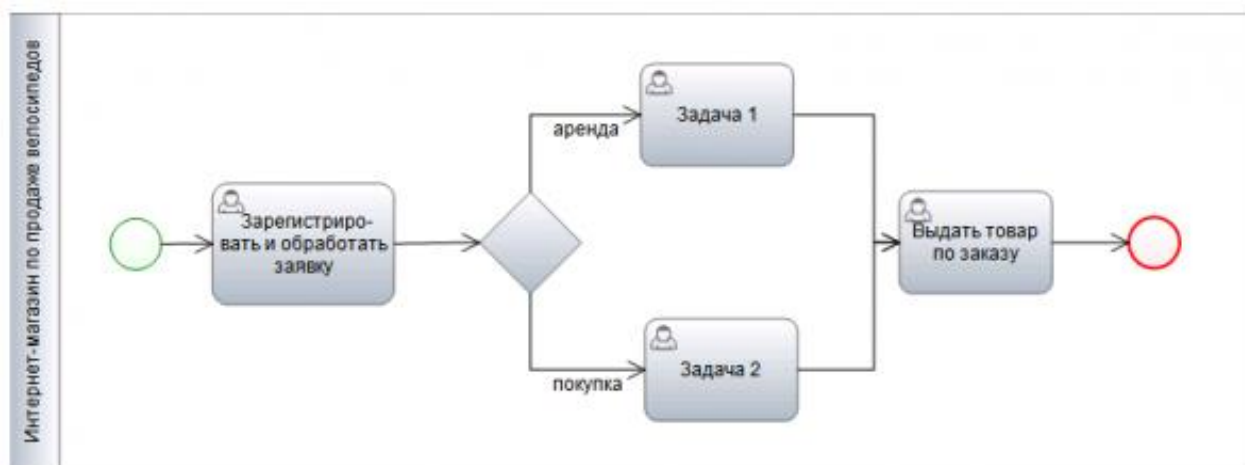 Интернет-магазин по продаже велосипедов
Зарегистриро-
вать и обработать
заявку
аренда
Задача 1
покупка
Задача 2
Выдать товар
по заказу